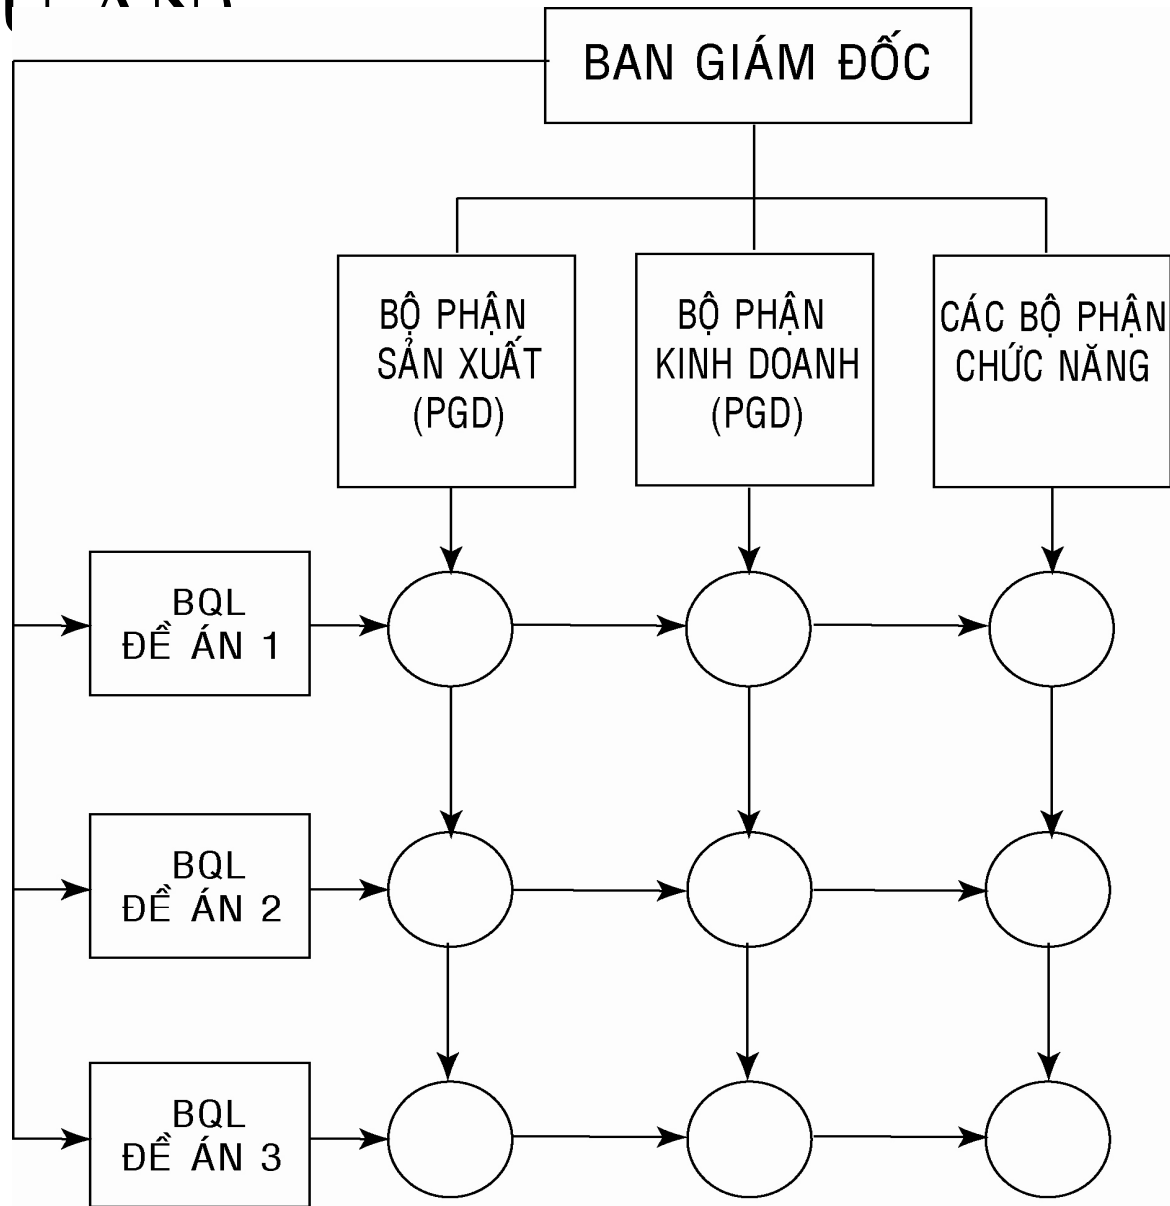 BAN GIÁM ĐỐC
BỘ PHẬN
SẢN XUẤT
(PGD)
BỘ PHẬN
KINH DOANH
(PGD)
CÁC BỘ PHẬN
CHỨC NĂNG
BQL
ĐỀ ÁN 1
BQL
ĐỀ ÁN 2
BQL
ĐỀ ÁN 3